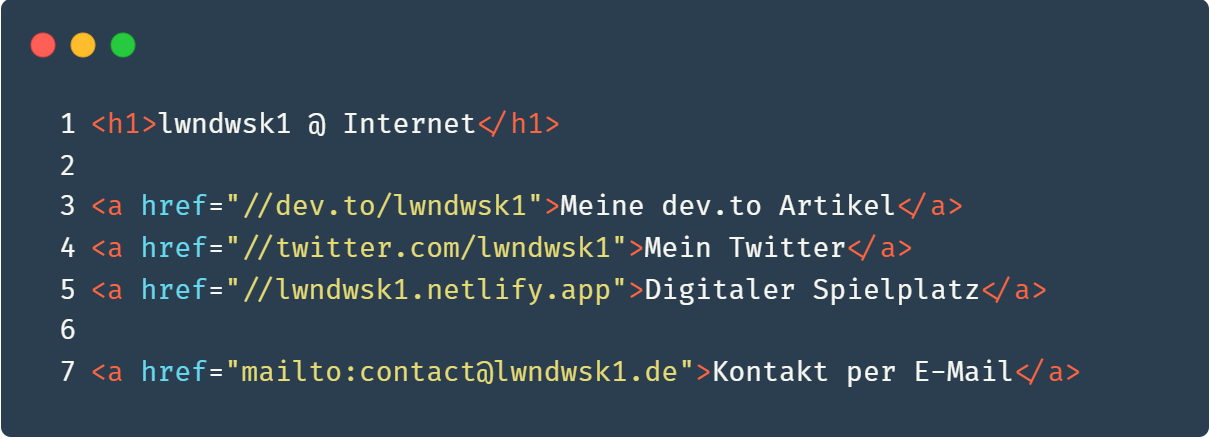 1 <h1>lwndwsk1 @ Internet</h1>
2
3 <a href="//dev.to/lwndwsk1">Meine dev.to Artikel</a>
4 <a href="//twitter.com/lwndwsk1">Mein Twitter</a>
5 <a href="//lwndwsk1.netlify.app">Digitaler Spielplatz</a>
6
7 <a href="mailto:contact@lwndwsk1.de">Kontakt per E-Mail</a>